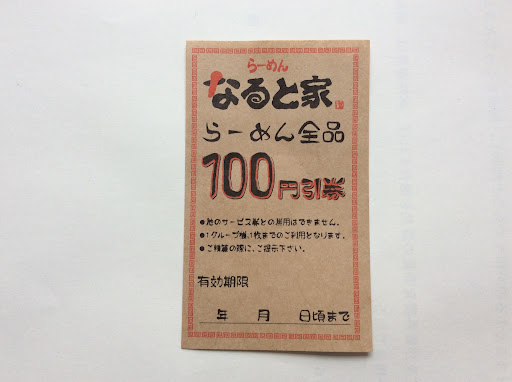 らーめん
なると家
らーめん全品
100円引券
●他のサービス券との併用はできません。
●1グループ様、1枚までのご利用となります。
●ご精算の際に、ご提示下さい。
有効期限
年 月 日頃まで